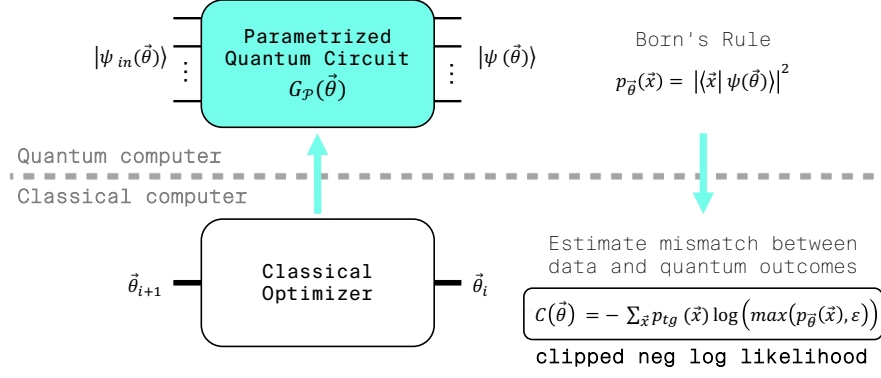 Parametrized
Quantum Circuit
G_𝒫(θ⃗)
|ψ_in(θ⃗)⟩
⋮
|ψ(θ⃗)⟩
⋮
Born's Rule
p_θ⃗(x⃗) = |⟨x⃗|ψ(θ⃗)⟩|²
Quantum computer
Classical computer
θ⃗_{i+1}
Classical
Optimizer
θ⃗_i
Estimate mismatch between
data and quantum outcomes
C(θ⃗) = − ∑_x⃗ p_tg (x⃗) log(max(p_θ⃗(x⃗), ε))
clipped neg log likelihood